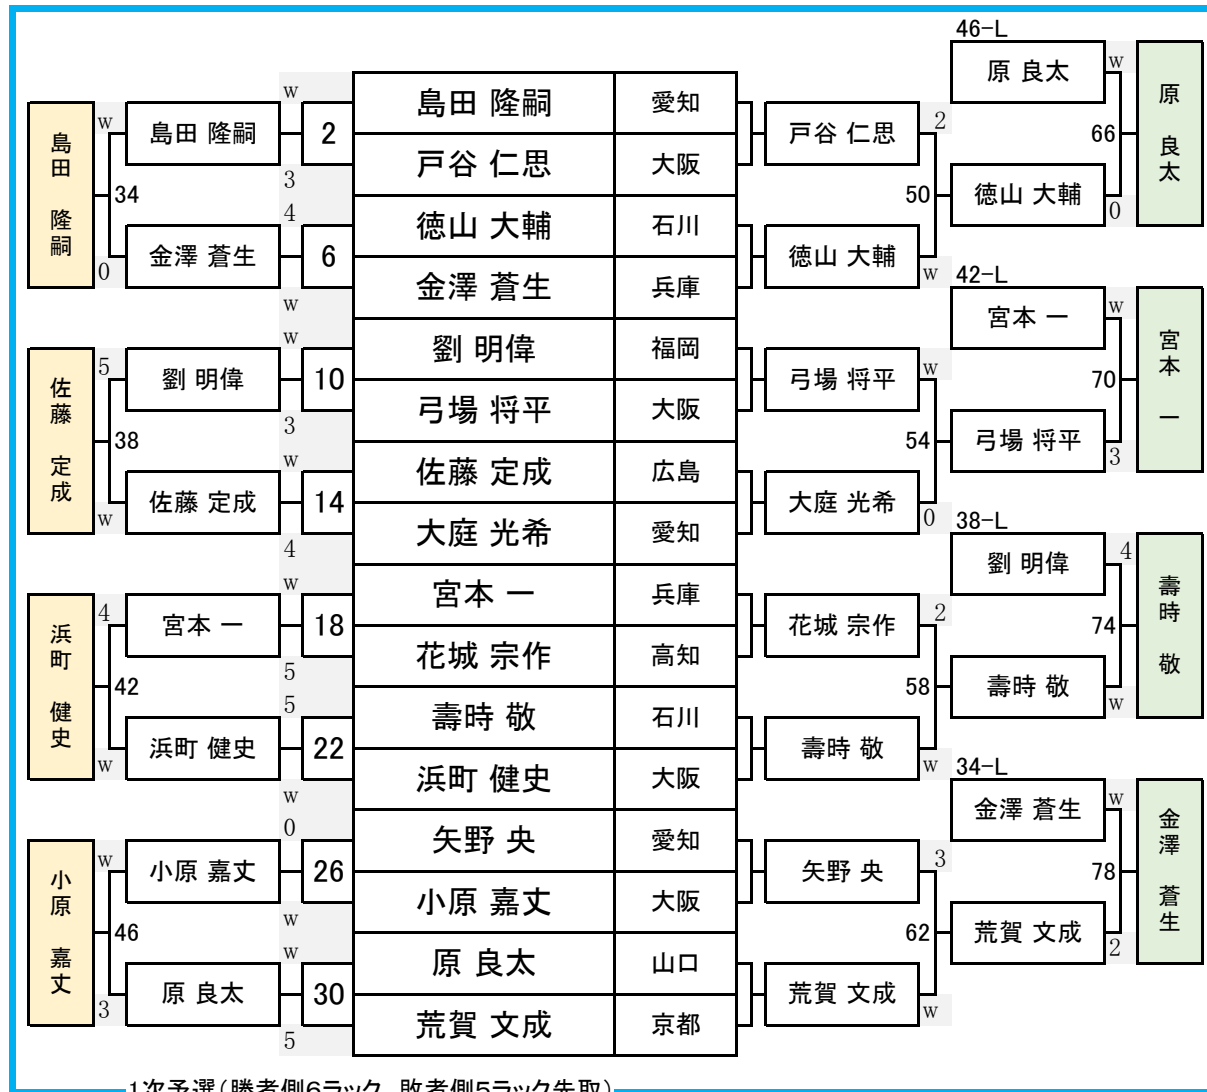 46-L
原 良太 w
島田 隆嗣 愛知
w
w 島田 隆嗣 2 戸谷 仁思 2 66 原 良太
島田 隆嗣
戸谷 仁思 大阪
3
34 50 徳山 大輔 0
4
徳山 大輔 石川
0 金澤 蒼生 6 徳山 大輔 w
42-L
金澤 蒼生 兵庫
w
宮本 一 w
w
劉 明偉 福岡
5 劉 明偉 10 弓場 将平 w 70 宮本 一
佐藤 定成
弓場 将平 大阪
3
38 54 弓場 将平 3
w
佐藤 定成 広島
w 佐藤 定成 14 大庭 光希 0
38-L
大庭 光希 愛知
4
劉 明偉 4
w
宮本 一 兵庫
4 宮本 一 18 花城 宗作 2 74 壽時 敬
浜町 健史
花城 宗作 高知
5
42 58 壽時 敬 w
5
壽時 敬 石川
w 浜町 健史 22 壽時 敬 w
34-L
浜町 健史 大阪
w
金澤 蒼生 w
0
矢野 央 愛知
w 小原 嘉丈 26 矢野 央 3 78 金澤 蒼生
小原 嘉丈
小原 嘉丈 大阪
w
46 62 荒賀 文成 2
w
原 良太 山口
3 原 良太 30 荒賀 文成 w
荒賀 文成 京都
5
1次予選(勝者側6ラック、敗者側5ラック先取)